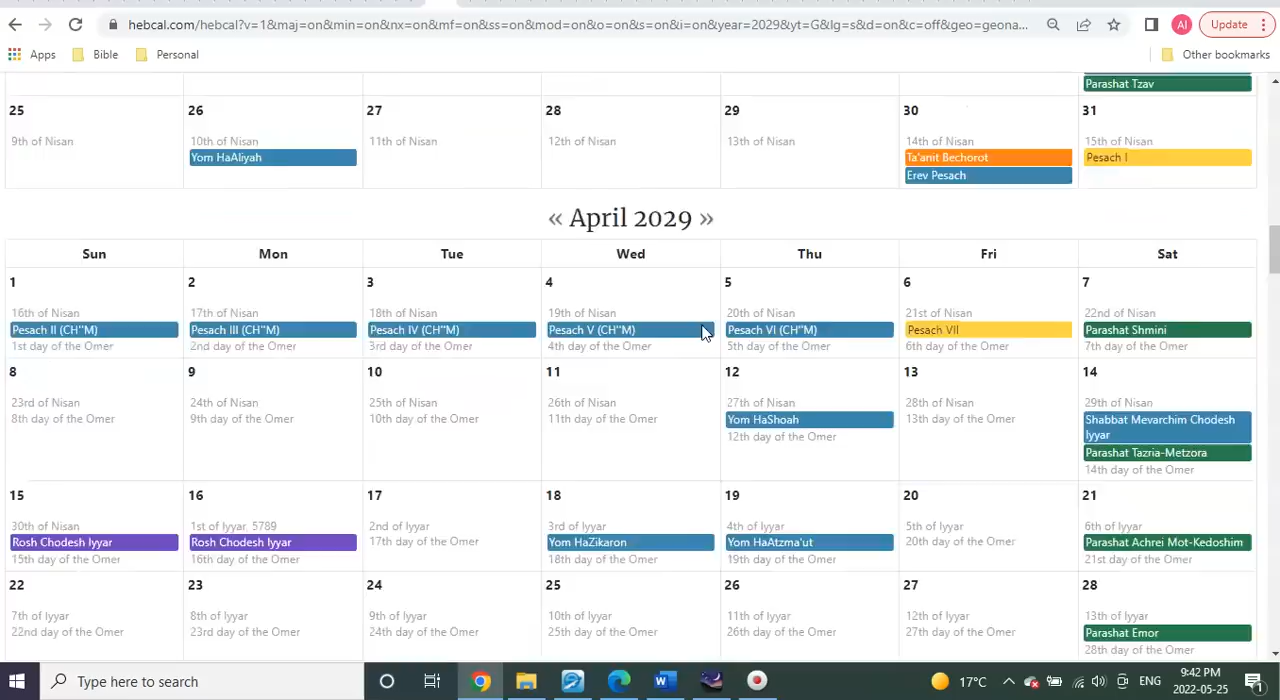 hebcal.com/hebcal?v=1&maj=on&min=on&nx=on&mf=on&ss=on&mod=on&o=on&s=on&i=on&year=2029&yt=G&lg=s&d=on&c=off&geo=geona...
AI
Update
Apps
Bible
Personal
Other bookmarks
Parashat Tzav
25 26 27 28 29 30 31
9th of Nisan 10th of Nisan 11th of Nisan 12th of Nisan 13th of Nisan 14th of Nisan 15th of Nisan
Yom HaAliyah Ta'anit Bechorot Pesach I
Erev Pesach
« April 2029 »
Sun Mon Tue Wed Thu Fri Sat
1 2 3 4 5 6 7
16th of Nisan 17th of Nisan 18th of Nisan 19th of Nisan 20th of Nisan 21st of Nisan 22nd of Nisan
Pesach II (CH''M) Pesach III (CH''M) Pesach IV (CH''M) Pesach V (CH''M) Pesach VI (CH''M) Pesach VII Parashat Shmini
1st day of the Omer 2nd day of the Omer 3rd day of the Omer 4th day of the Omer 5th day of the Omer 6th day of the Omer 7th day of the Omer
8 9 10 11 12 13 14
23rd of Nisan 24th of Nisan 25th of Nisan 26th of Nisan 27th of Nisan 28th of Nisan 29th of Nisan
8th day of the Omer 9th day of the Omer 10th day of the Omer 11th day of the Omer Yom HaShoah 13th day of the Omer Shabbat Mevarchim Chodesh
Iyyar
12th day of the Omer
Parashat Tazria-Metzora
14th day of the Omer
15 16 17 18 19 20 21
30th of Nisan 1st of Iyyar, 5789 2nd of Iyyar 3rd of Iyyar 4th of Iyyar 5th of Iyyar 6th of Iyyar
Rosh Chodesh Iyyar Rosh Chodesh Iyyar 17th day of the Omer Yom HaZikaron Yom HaAtzma'ut 20th day of the Omer Parashat Achrei Mot-Kedoshim
15th day of the Omer 16th day of the Omer 18th day of the Omer 19th day of the Omer 21st day of the Omer
22 23 24 25 26 27 28
7th of Iyyar 8th of Iyyar 9th of Iyyar 10th of Iyyar 11th of Iyyar 12th of Iyyar 13th of Iyyar
22nd day of the Omer 23rd day of the Omer 24th day of the Omer 25th day of the Omer 26th day of the Omer 27th day of the Omer Parashat Emor
28th day of the Omer
Type here to search
17°C
ENG
9:42 PM
2022-05-25
1